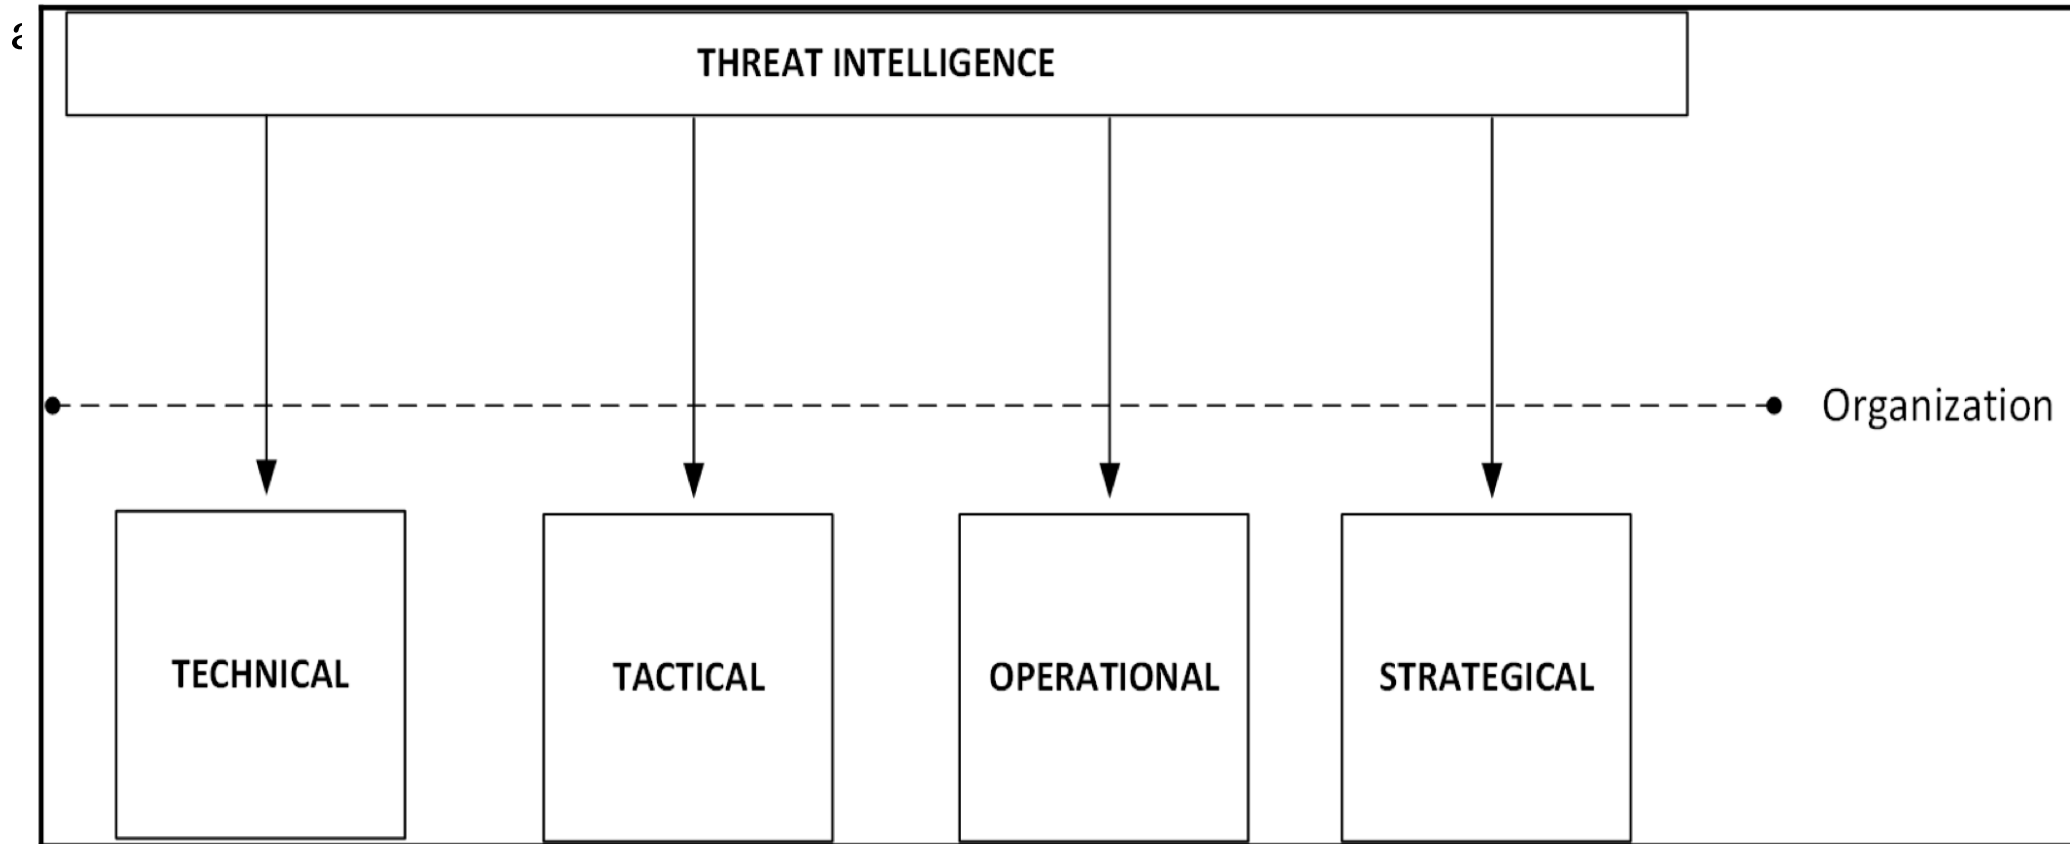 THREAT INTELLIGENCE
Organization
TECHNICAL
TACTICAL
OPERATIONAL
STRATEGICAL